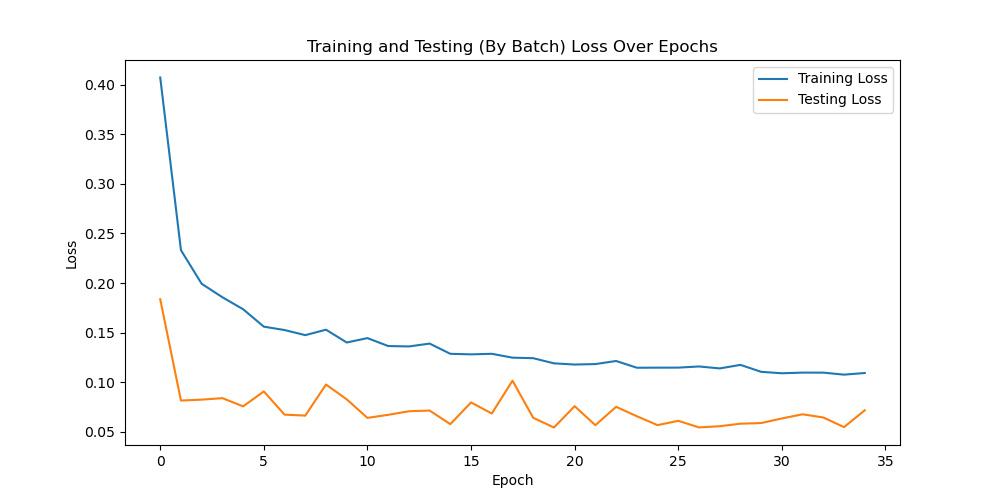 Training and Testing (By Batch) Loss Over Epochs
Training Loss
Testing Loss
0.40
0.35
0.30
0.25
0.20
0.15
0.10
0.05
Loss
0 5 10 15 20 25 30 35
Epoch